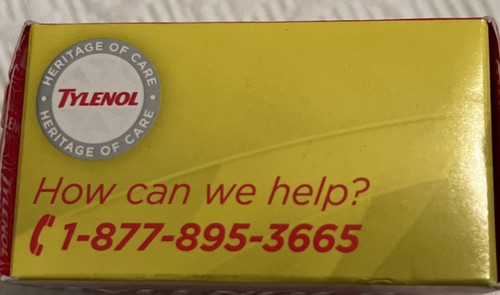 HERITAGE OF CARE
TYLENOL
HERITAGE OF CARE
How can we help?
1-877-895-3665